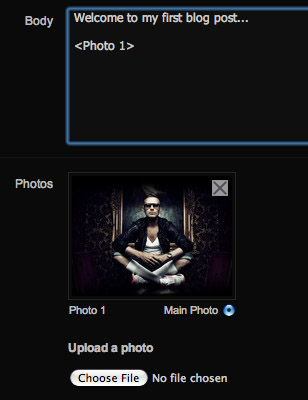 Body
Welcome to my first blog post...
<Photo 1>
Photos
Photo 1
Main Photo
Upload a photo
Choose File No file chosen